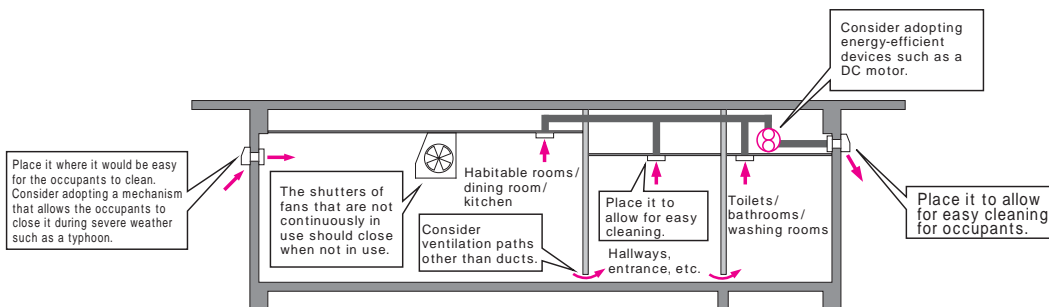 Consider adopting
energy-efficient
devices such as a
DC motor.
Place it where it would be easy
for the occupants to clean.
Consider adopting a mechanism
that allows the occupants to
close it during severe weather
such as a typhoon.
The shutters of
fans that are not
continuously in
use should close
when not in use.
Habitable rooms/
dining room/
kitchen
Consider
ventilation paths
other than ducts.
Place it to
allow for easy
cleaning.
Hallways,
entrance, etc.
Toilets/
bathrooms/
washing rooms
Place it to allow
for easy cleaning
for occupants.